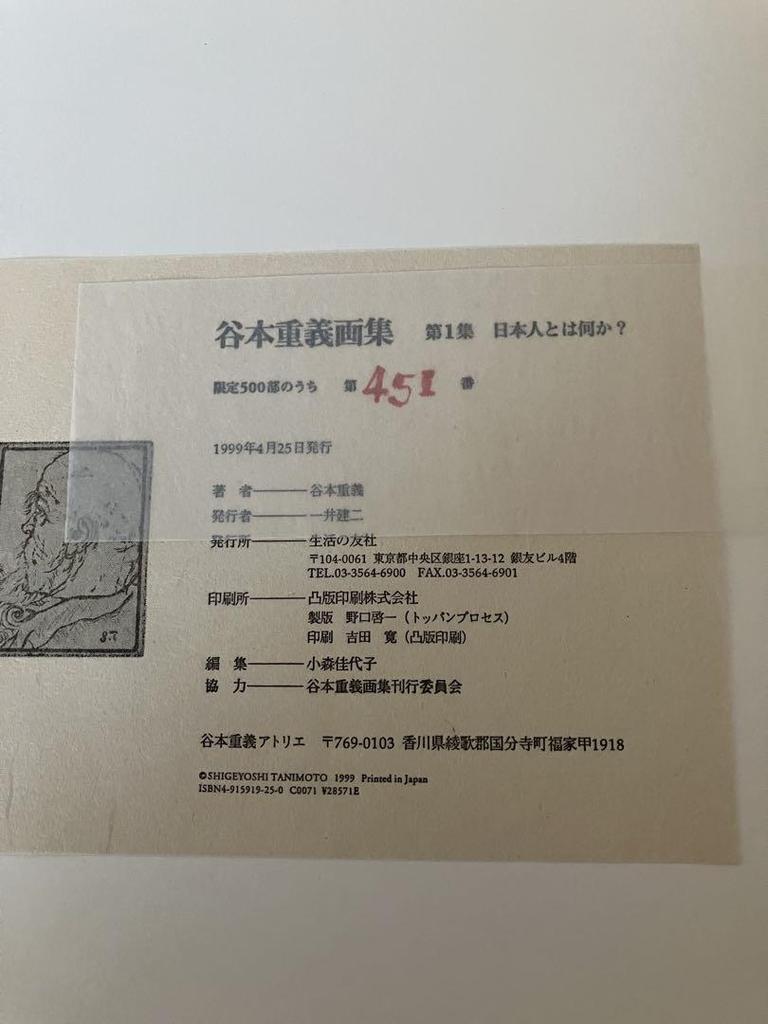 谷本重義画集 第1集 日本人とは何か?
限定500部のうち 第451番
1999年4月25日発行
著 者―――谷本重義
発行者―――一井建二
発行所―――生活の友社
〒104-0061 東京都中央区銀座1-13-12 銀友ビル4階
TEL.03-3564-6900 FAX.03-3564-6901
印刷所―――凸版印刷株式会社
製版 野口啓一(トッパンプロセス)
印刷 吉田 寛(凸版印刷)
編 集―――小森佳代子
協 力―――谷本重義画集刊行委員会
谷本重義アトリエ 〒769-0103 香川県綾歌郡国分寺町福家甲1918
©SHIGEYOSHI TANIMOTO 1999 Printed in Japan
ISBN4-915919-25-0 C0071 ¥28571E